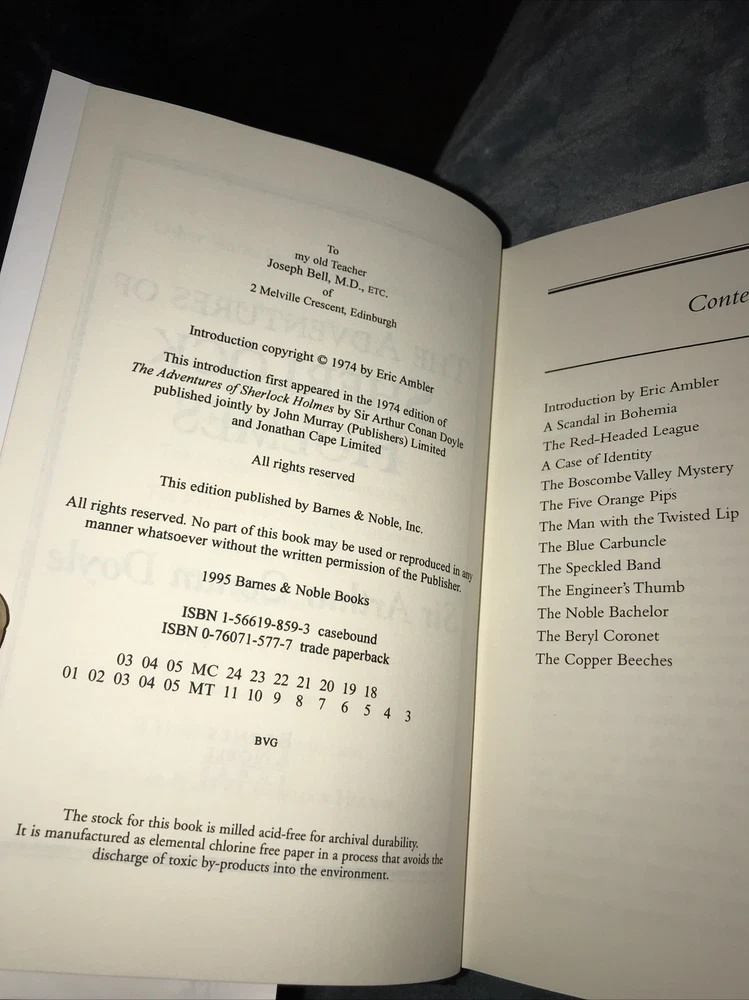 To
my old Teacher
Joseph Bell, M.D., ETC.
of
2 Melville Crescent, Edinburgh
Introduction copyright © 1974 by Eric Ambler
This introduction first appeared in the 1974 edition of
The Adventures of Sherlock Holmes by Sir Arthur Conan Doyle
published jointly by John Murray (Publishers) Limited
and Jonathan Cape Limited
All rights reserved
This edition published by Barnes & Noble, Inc.
All rights reserved. No part of this book may be used or reproduced in any
manner whatsoever without the written permission of the Publisher.
1995 Barnes & Noble Books
ISBN 1-56619-859-3 casebound
ISBN 0-76071-577-7 trade paperback
03 04 05 MC 24 23 22 21 20 19 18
01 02 03 04 05 MT 11 10 9 8 7 6 5 4 3
BVG
The stock for this book is milled acid-free for archival durability.
It is manufactured as elemental chlorine free paper in a process that avoids the
discharge of toxic by-products into the environment.
Conte
Introduction by Eric Ambler
A Scandal in Bohemia
The Red-Headed League
A Case of Identity
The Boscombe Valley Mystery
The Five Orange Pips
The Man with the Twisted Lip
The Blue Carbuncle
The Speckled Band
The Engineer's Thumb
The Noble Bachelor
The Beryl Coronet
The Copper Beeches